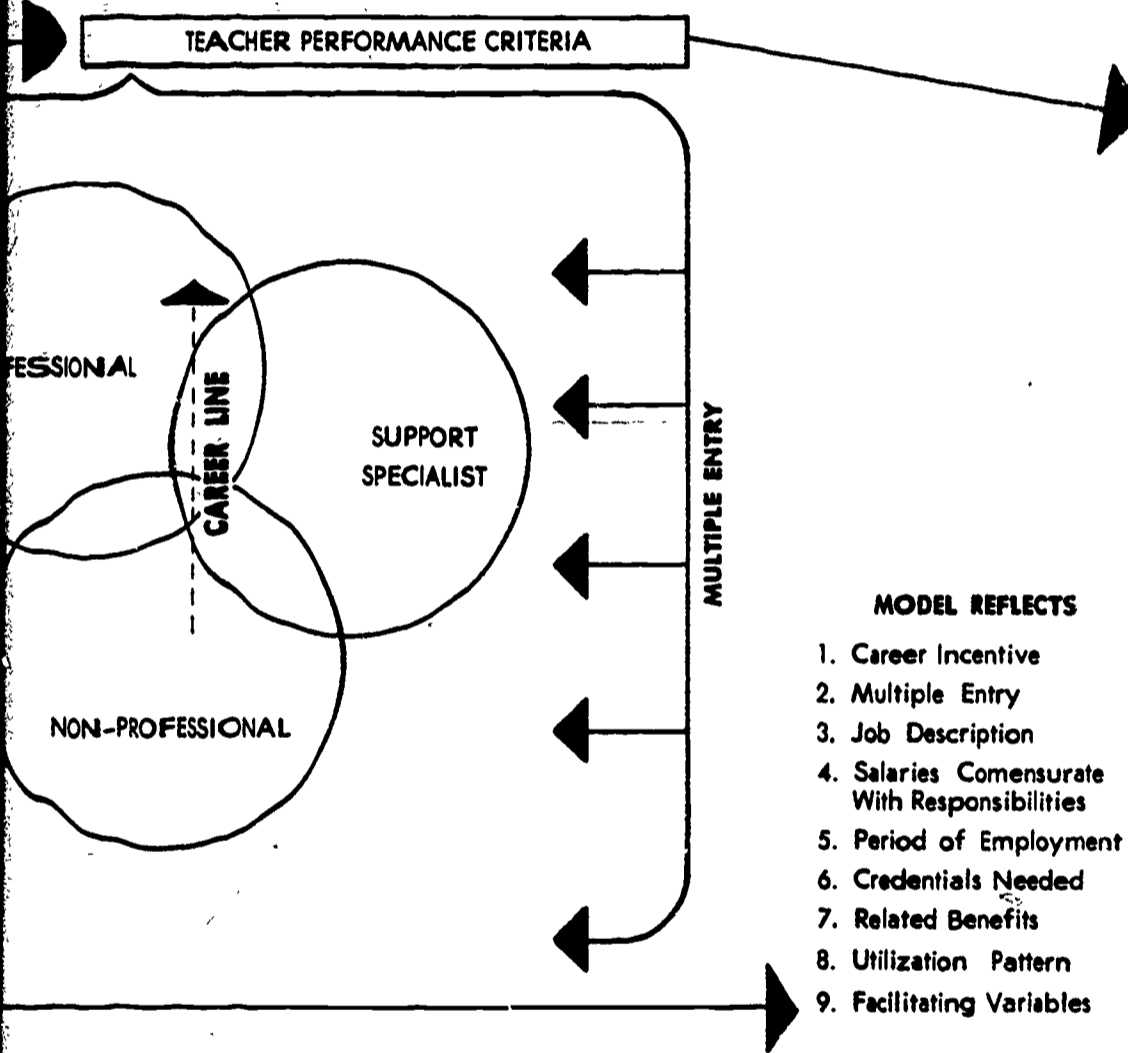 TEACHER PERFORMANCE CRITERIA
FESSIONAL
CAREER LINE
SUPPORT
SPECIALIST
MULTIPLE ENTRY
NON-PROFESSIONAL
MODEL REFLECTS
1. Career Incentive
2. Multiple Entry
3. Job Description
4. Salaries Comensurate
With Responsibilities
5. Period of Employment
6. Credentials Needed
7. Related Benefits
8. Utilization Pattern
9. Facilitating Variables